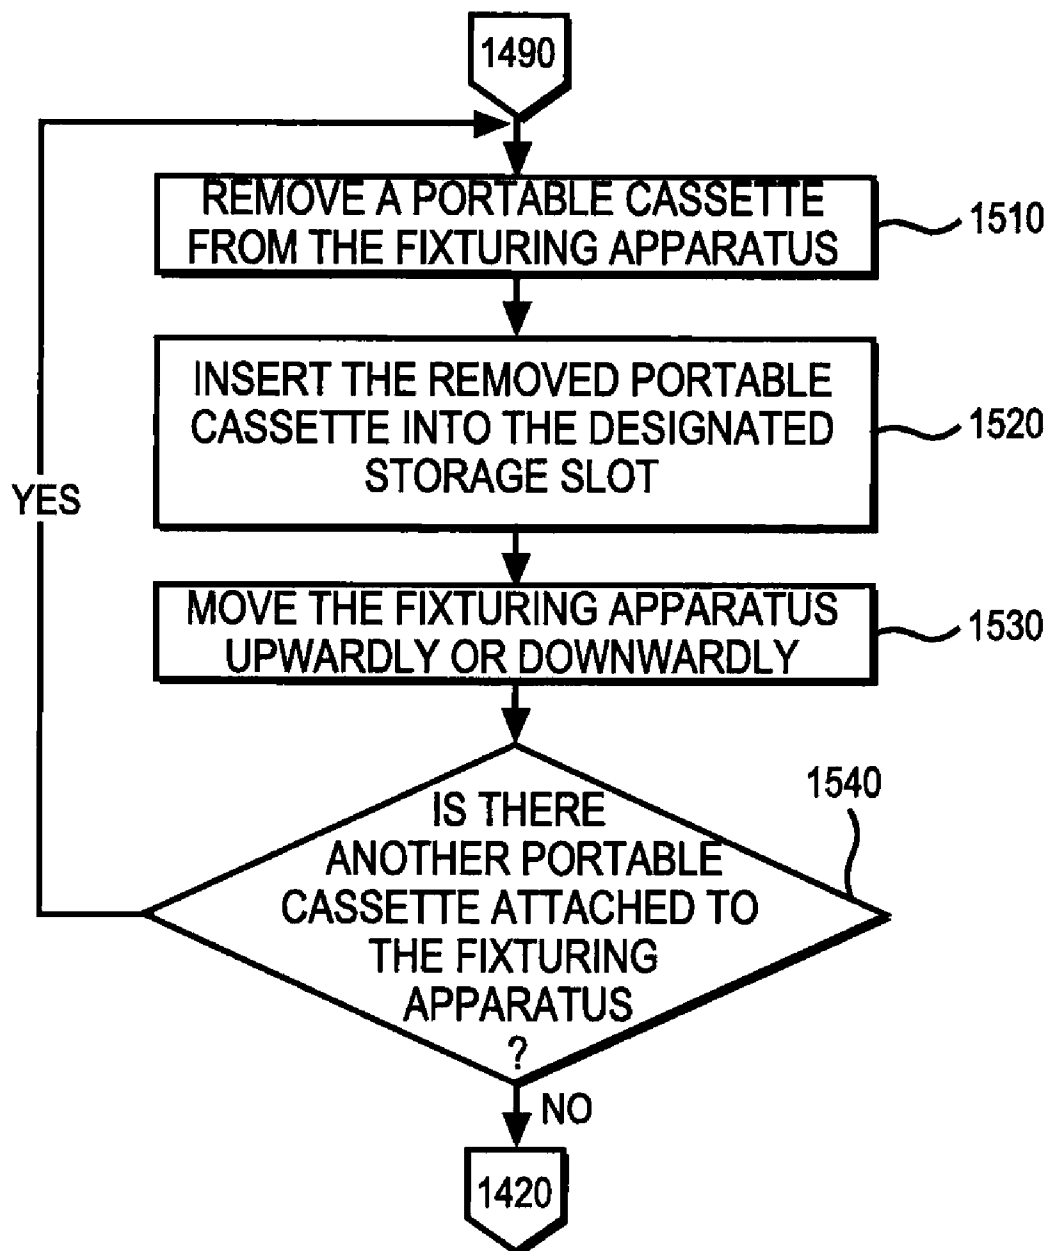 1490
REMOVE A PORTABLE CASSETTE
FROM THE FIXTURING APPARATUS
1510
INSERT THE REMOVED PORTABLE
CASSETTE INTO THE DESIGNATED
STORAGE SLOT
1520
YES
MOVE THE FIXTURING APPARATUS
UPWARDLY OR DOWNWARDLY
1530
IS THERE
ANOTHER PORTABLE
CASSETTE ATTACHED TO
THE FIXTURING
APPARATUS
?
1540
NO
1420